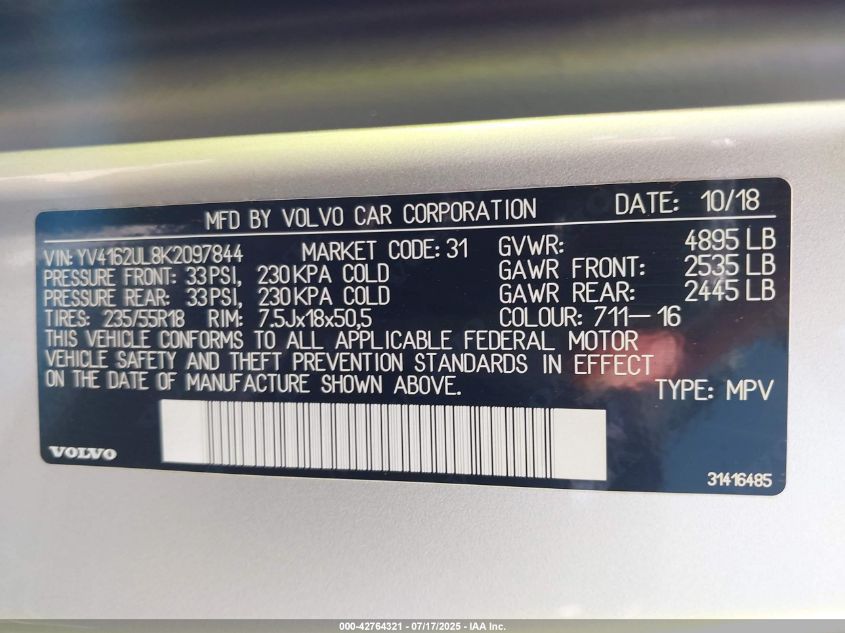 MFD BY VOLVO CAR CORPORATION DATE: 10/18
VIN: YV4162UL8K2097844 MARKET CODE: 31 GVWR: 4895 LB
PRESSURE FRONT: 33 PSI, 230 KPA COLD GAWR FRONT: 2535 LB
PRESSURE REAR: 33 PSI, 230 KPA COLD GAWR REAR: 2445 LB
TIRES: 235/55R18 RIM: 7.5Jx18x50,5 COLOUR: 711-16
THIS VEHICLE CONFORMS TO ALL APPLICABLE FEDERAL MOTOR
VEHICLE SAFETY AND THEFT PREVENTION STANDARDS IN EFFECT
ON THE DATE OF MANUFACTURE SHOWN ABOVE. TYPE: MPV
VOLVO
31416485
000-42764321 / 07/17/2025 - IAA Inc.